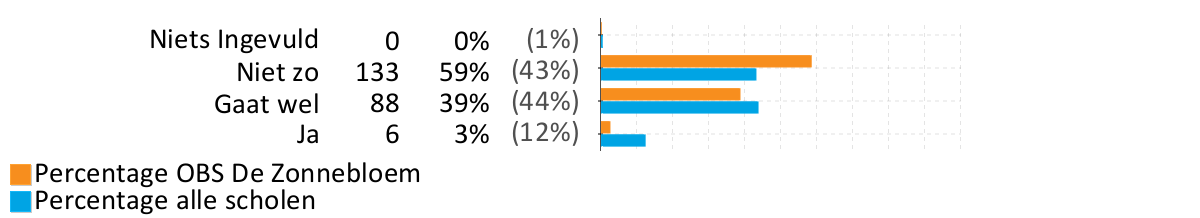 Niets Ingevuld 0 0% (1%)
Niet zo 133 59% (43%)
Gaat wel 88 39% (44%)
Ja 6 3% (12%)
Percentage OBS De Zonnebloem
Percentage alle scholen